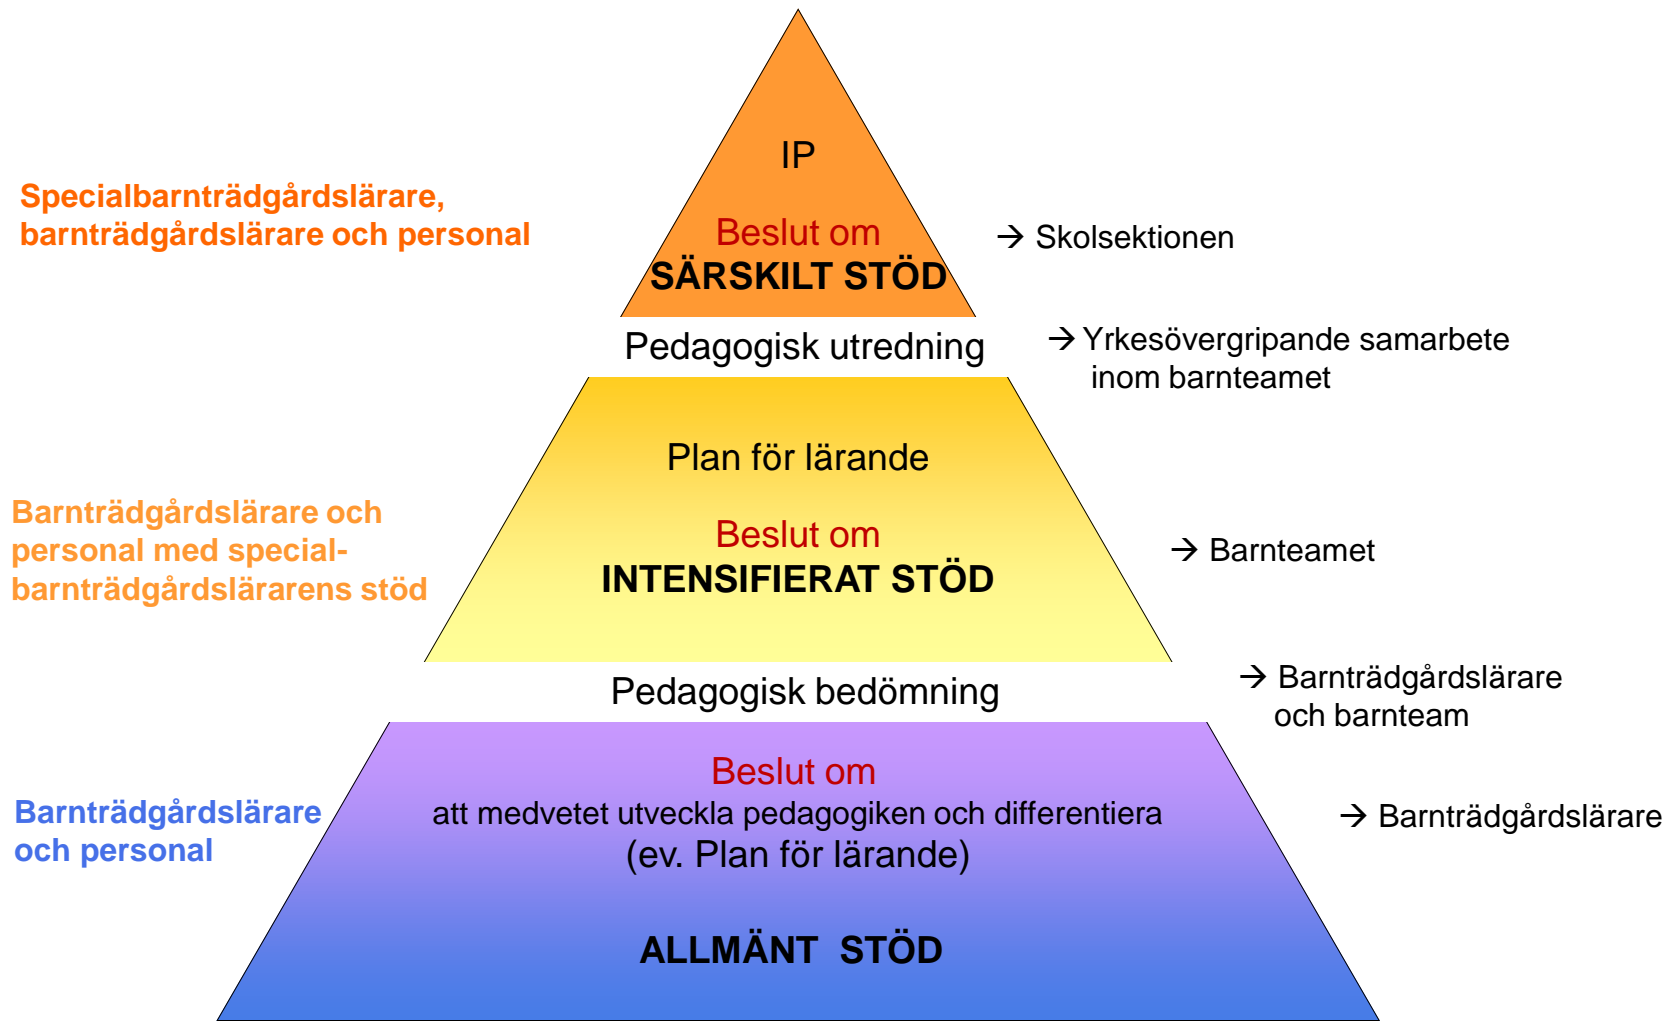 IP
Specialbarnträdgårdslärare,
barnträdgårdslärare och personal
Beslut om
SÄRSKILT STÖD
→ Skolsektionen
Pedagogisk utredning
→ Yrkesövergripande samarbete
inom barnteamet
Plan för lärande
Barnträdgårdslärare och
personal med special-
barnträdgårdslärarens stöd
Beslut om
INTENSIFIERAT STÖD
→ Barnteamet
Pedagogisk bedömning
→ Barnträdgårdslärare
och barnteam
Barnträdgårdslärare
och personal
Beslut om
att medvetet utveckla pedagogiken och differentiera
(ev. Plan för lärande)
→ Barnträdgårdslärare
ALLMÄNT STÖD